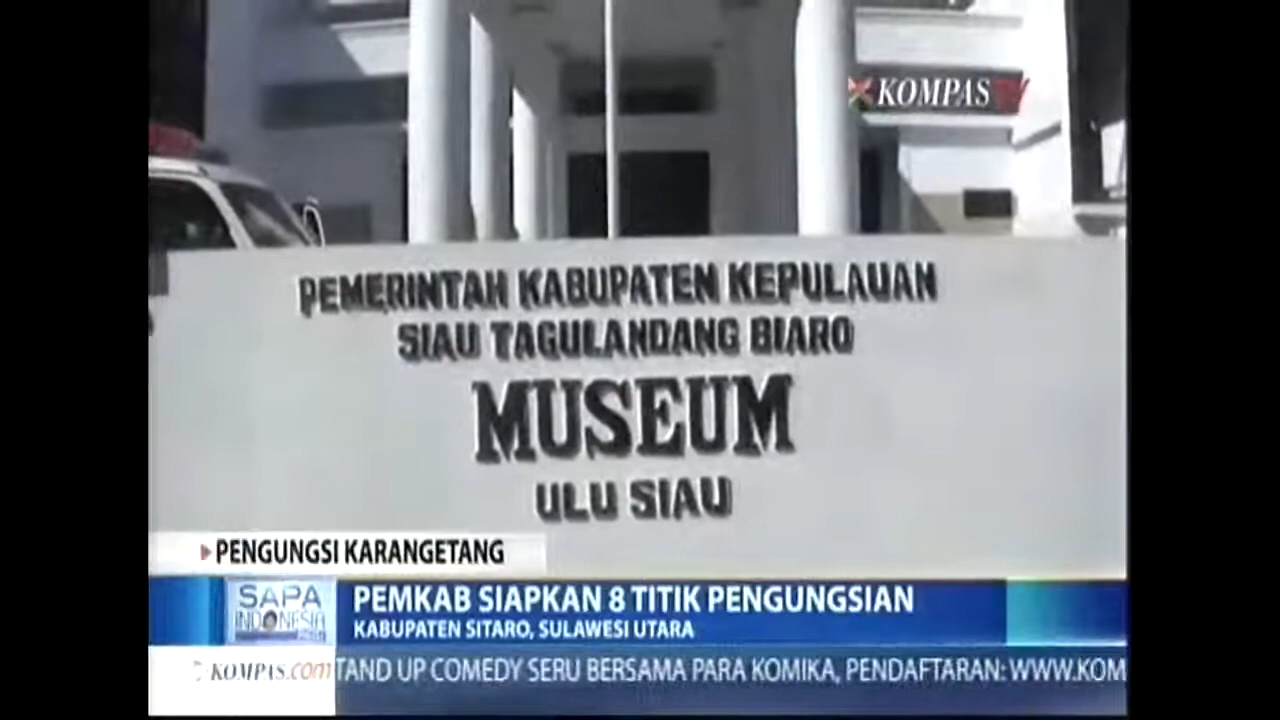 KOMPAS TV
PEMERINTAH KABUPATEN KEPULAUAN
SIAU TAGULANDANG BIARO
MUSEUM
ULU SIAU
PENGUNGSI KARANGETANG
SAPA
INDONESIA
PEMKAB SIAPKAN 8 TITIK PENGUNGSIAN
KABUPATEN SITARO, SULAWESI UTARA
KOMPAS.com
TAND UP COMEDY SERU BERSAMA PARA KOMIKA, PENDAFTARAN: WWW.KOM